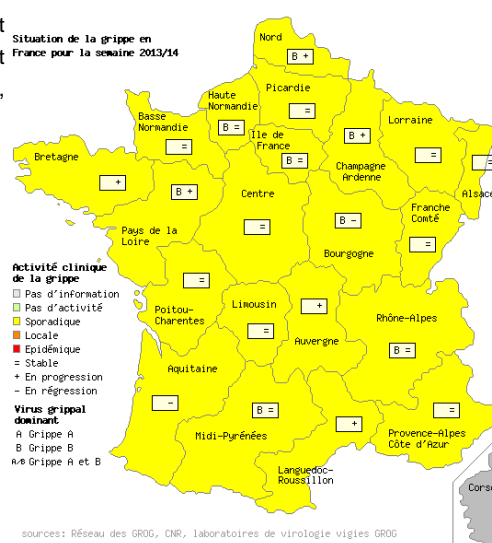 t
Situation de la grippe en
t
France pour la semaine 2013/14
,
Nord
B +
Picardie
=
Haute
Normandie
B =
Basse
Normandie
=
Ile de
France
B =
B +
Champagne
Ardenne
Lorraine
=
=
Alsace
Bretagne
+
B +
Pays de la
Loire
Centre
=
B -
Bourgogne
Franche
Comté
=
=
Poitou-
Charentes
Limousin
=
+
Auvergne
Rhône-Alpes
B =
Aquitaine
-
B =
Midi-Pyrénées
+
Languedoc-
Roussillon
=
Provence-Alpes
Côte d'Azur
Corse
Activité clinique
de la grippe
Pas d'information
Pas d'activité
Sporadique
Locale
Epidémique
= Stable
+ En progression
- En régression
Virus grippal
dominant
A Grippe A
B Grippe B
A/B Grippe A et B
sources: Réseau des GROG, CNR, laboratoires de virologie vigies GROG